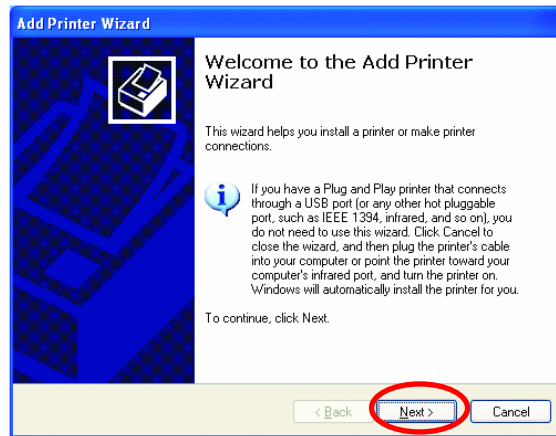 Add Printer Wizard
Welcome to the Add Printer
Wizard
This wizard helps you install a printer or make printer
connections.
If you have a Plug and Play printer that connects
through a USB port (or any other hot pluggable
port, such as IEEE 1394, infrared, and so on), you
do not need to use this wizard. Click Cancel to
close the wizard, and then plug the printer's cable
into your computer or point the printer toward your
computer's infrared port, and turn the printer on.
Windows will automatically install the printer for you.
To continue, click Next.
< Back Next > Cancel